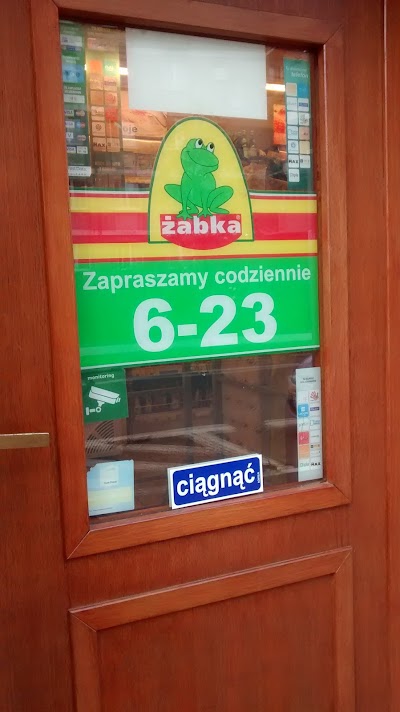 żabka
Zapraszamy codziennie
6-23
monitoring
ciągnąć